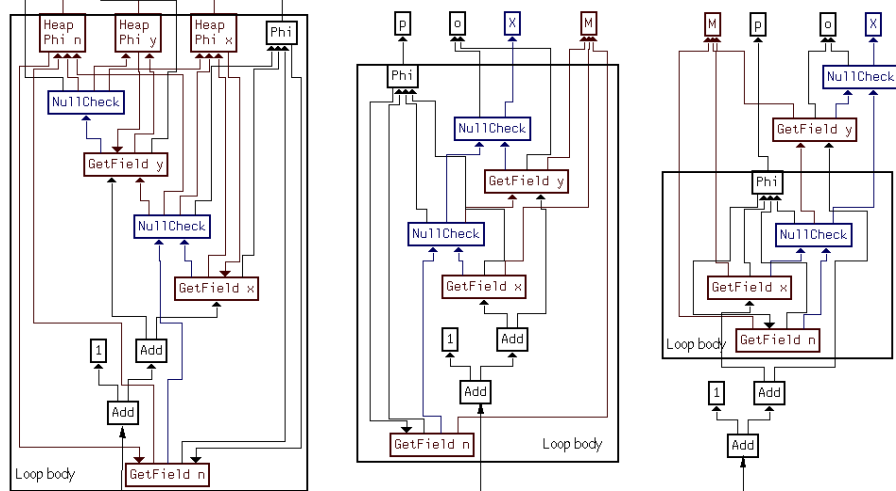 Heap
Phi n
Heap
Phi y
Heap
Phi x
Phi
NullCheck
GetField y
NullCheck
GetField x
1
Add
Add
GetField n
Loop body
p
o
X
M
Phi
NullCheck
GetField y
NullCheck
GetField x
1
Add
Add
GetField n
Loop body
M
p
o
X
NullCheck
GetField y
Phi
NullCheck
GetField x
GetField n
Loop body
1
Add
Add